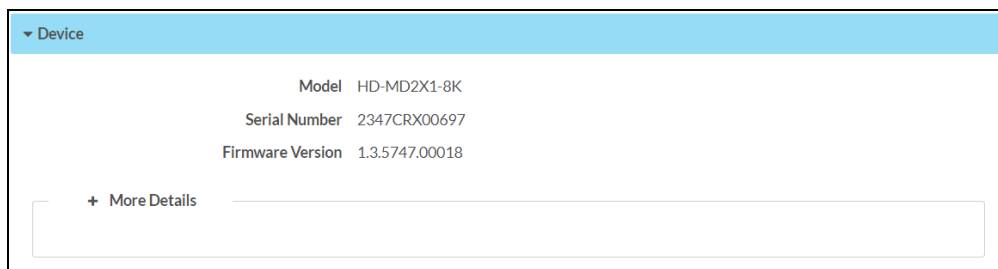 Device
Model HD-MD2X1-8K
Serial Number 2347CRX00697
Firmware Version 1.3.5747.00018
+ More Details